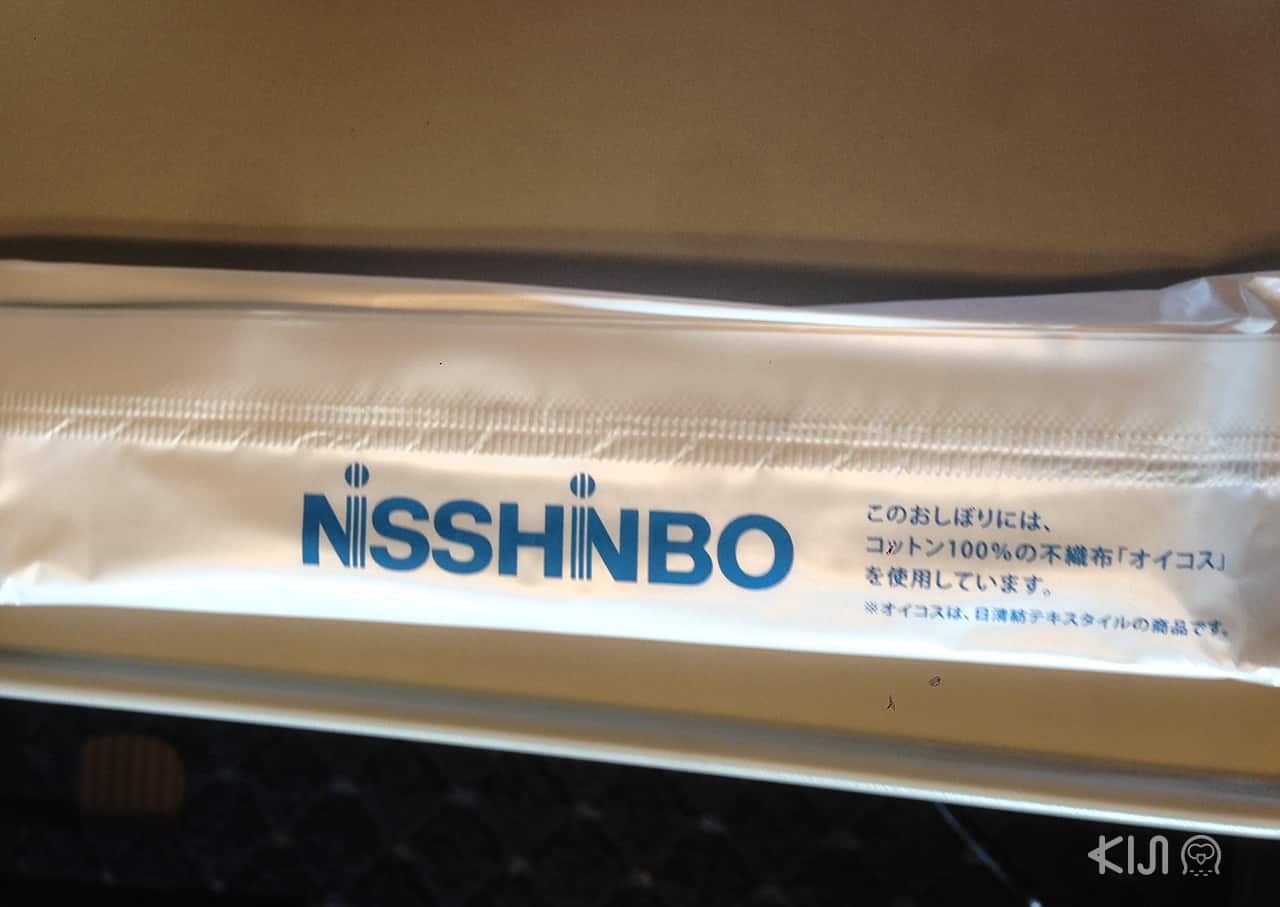 NISSHINBO
このおしぼりには、
コットン100%の不織布「オイコス」
を使用しています。
※オイコスは、日清紡テキスタイルの商品です。
KIJI